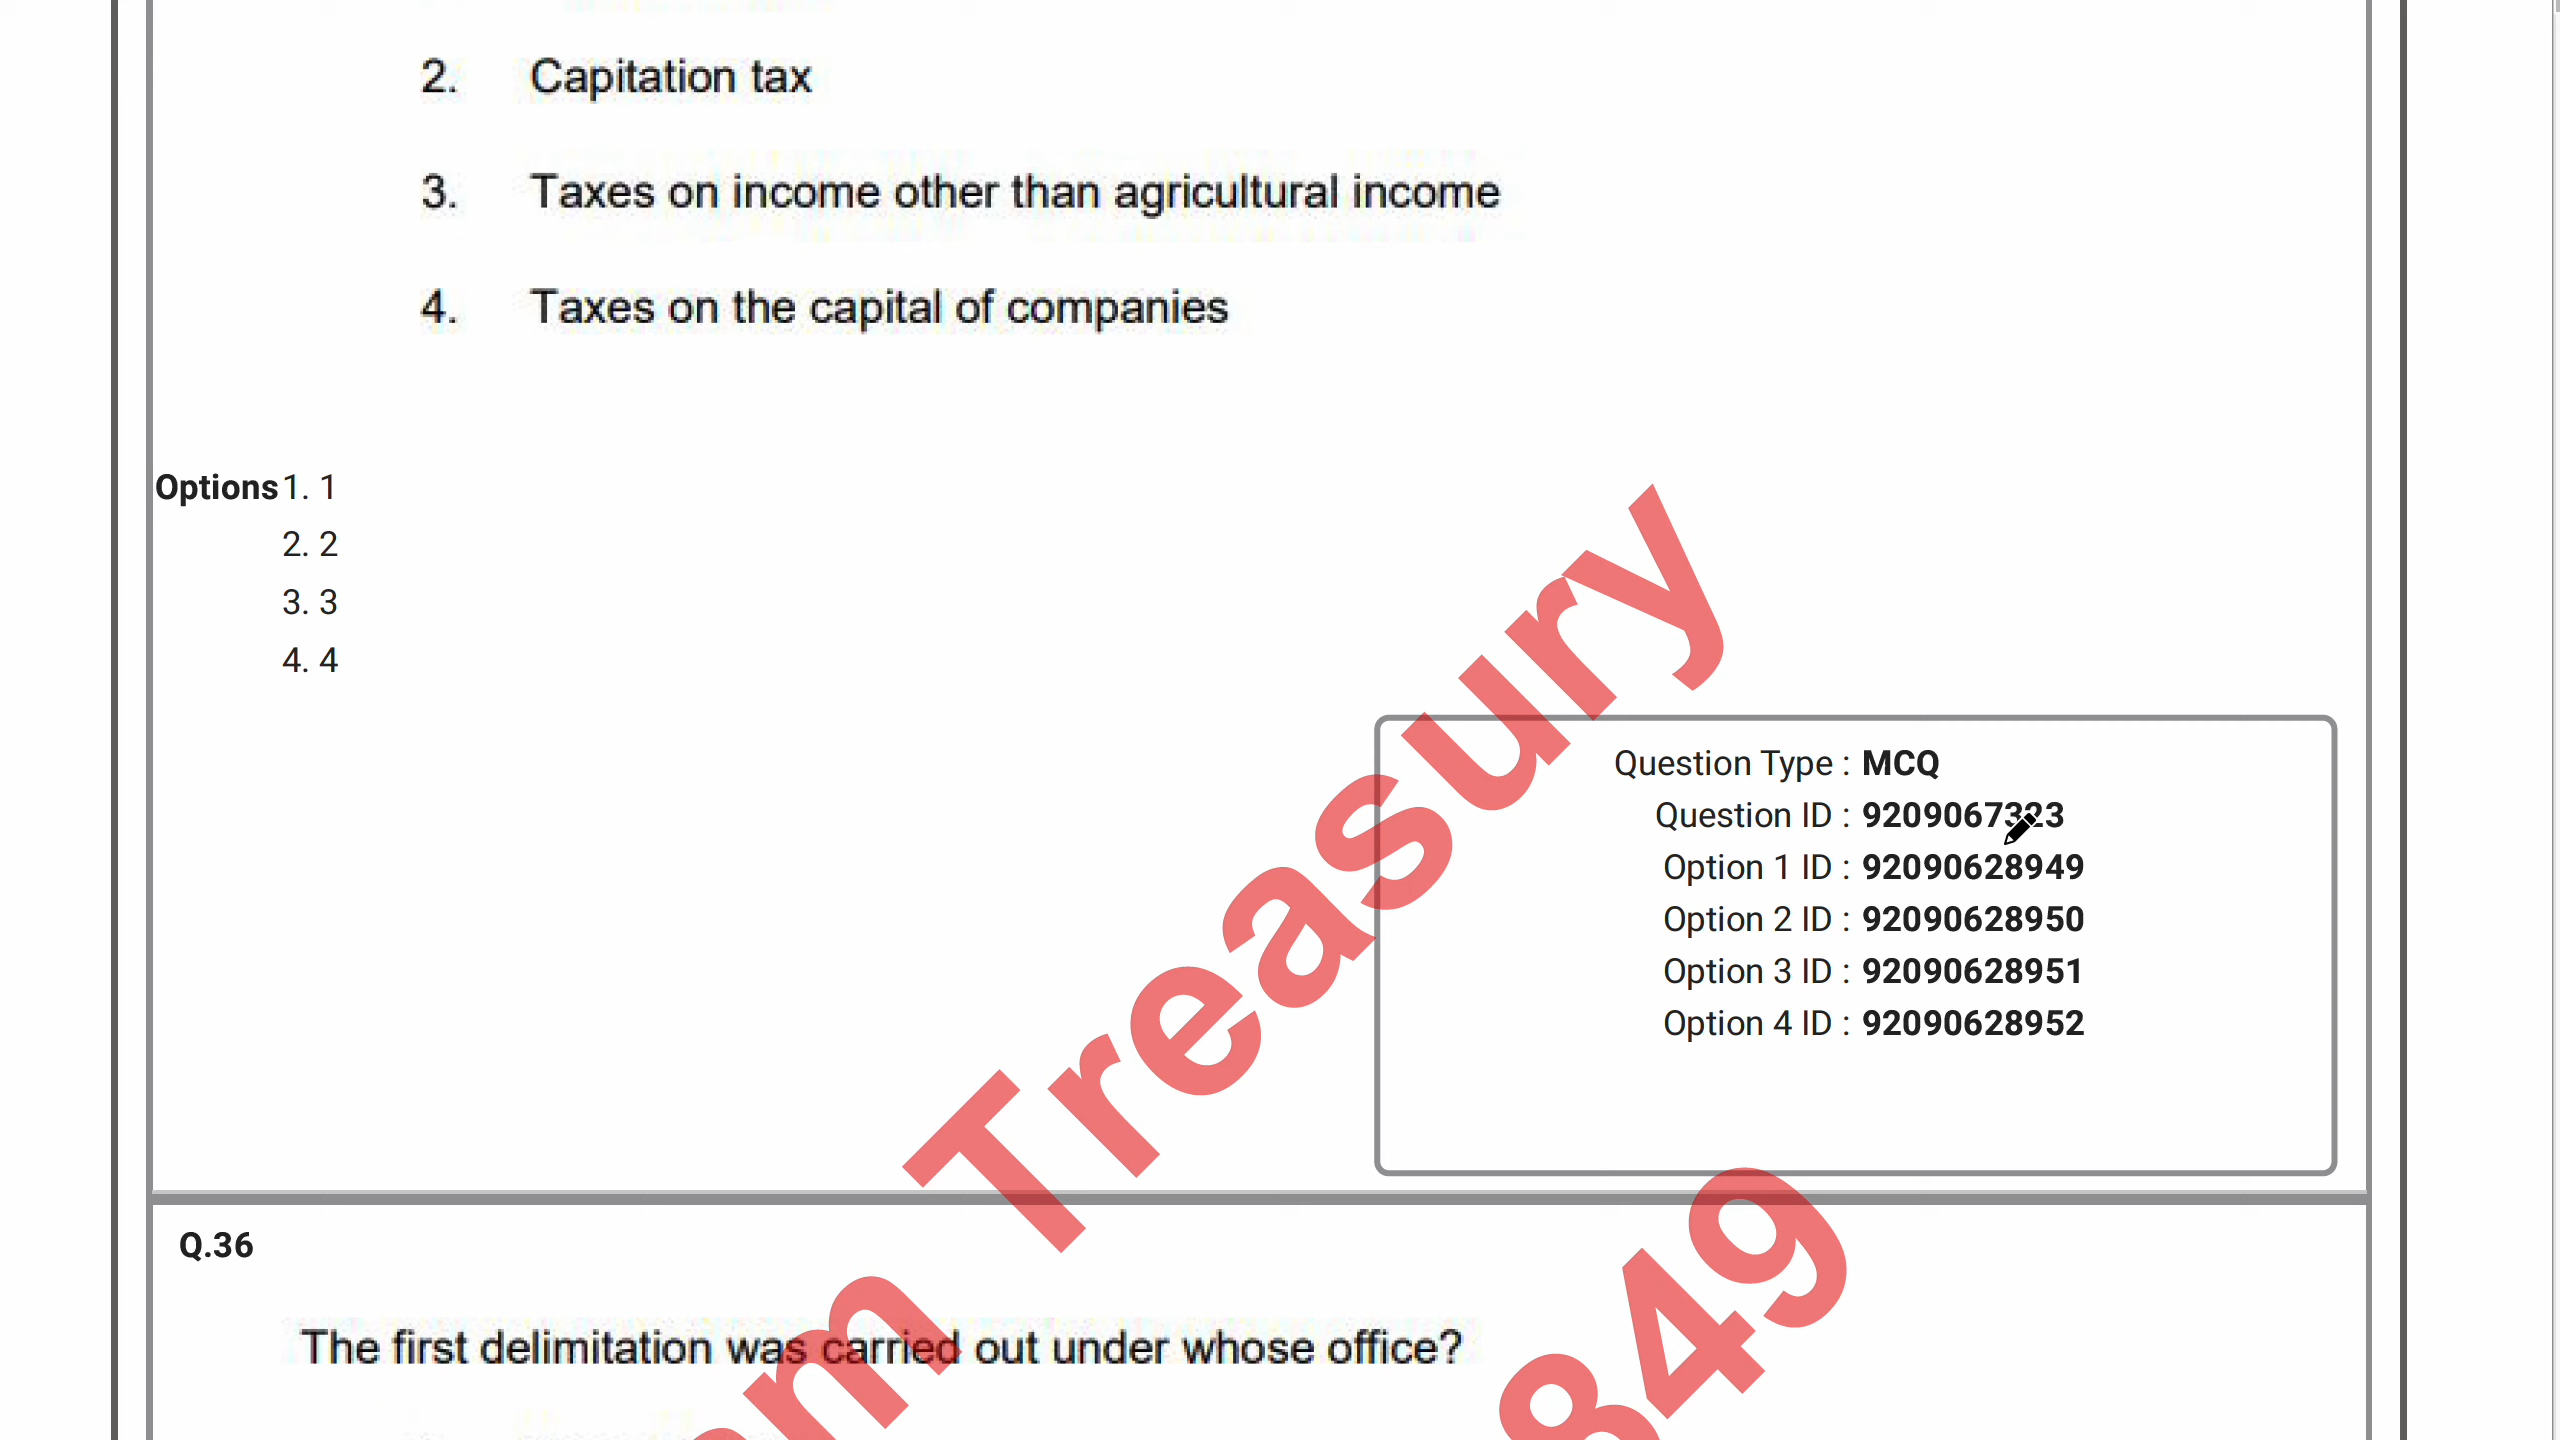 2. Capitation tax
3. Taxes on income other than agricultural income
4. Taxes on the capital of companies
Options 1. 1
2. 2
3. 3
4. 4
Treasury
Question Type : MCQ
Question ID : 9209067323
Option 1 ID : 92090628949
Option 2 ID : 92090628950
Option 3 ID : 92090628951
Option 4 ID : 92090628952
Q.36
The first delimitation was carried out under whose office?
849